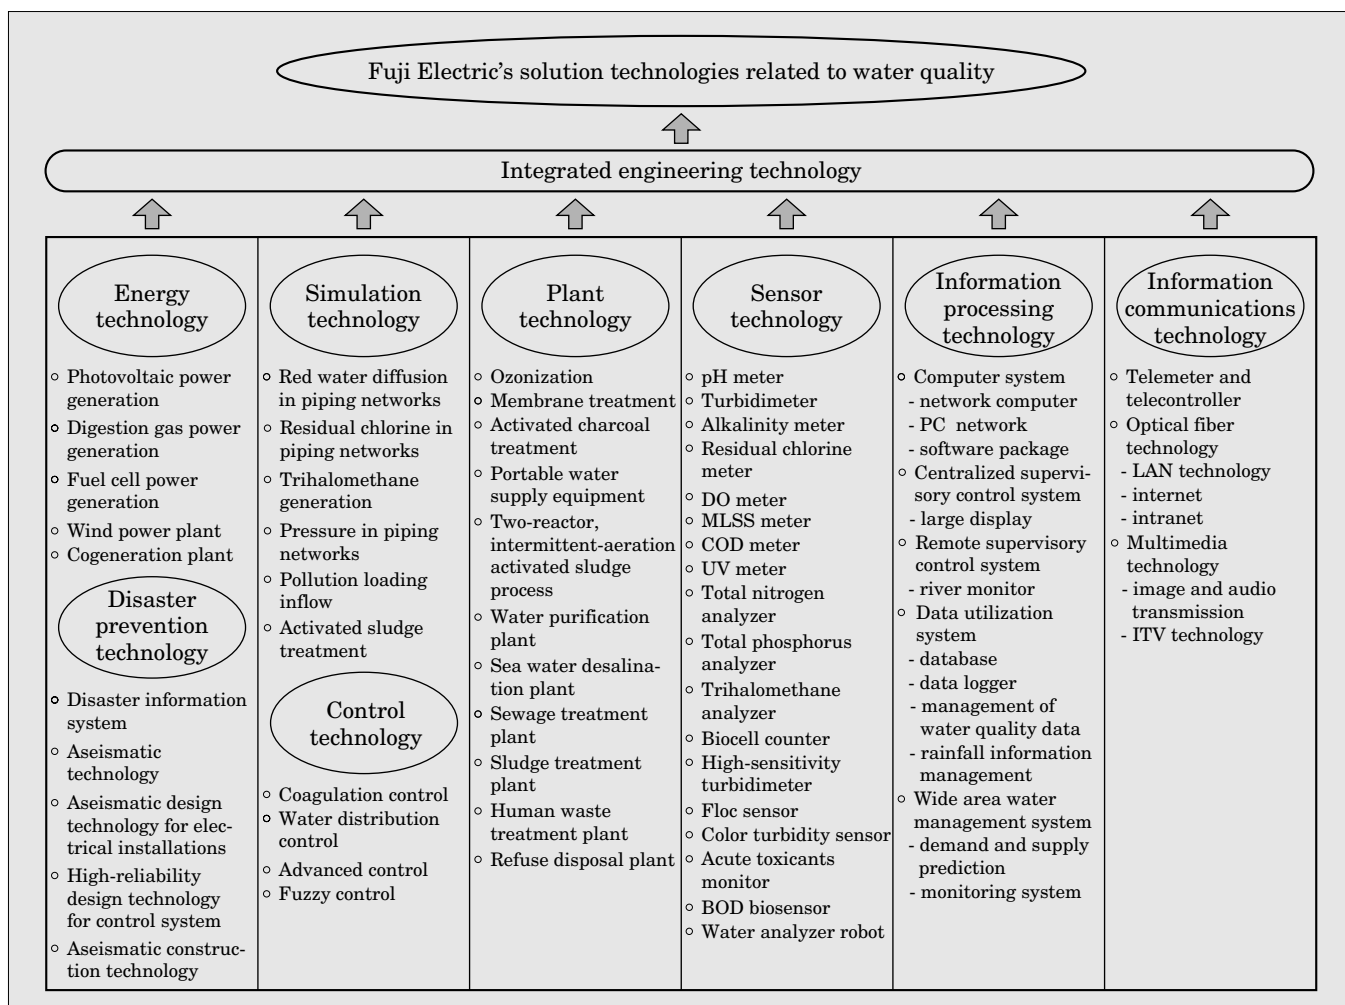 Fuji Electric's solution technologies related to water quality
Integrated engineering technology
Energy
technology
○ Photovoltaic power
generation
○ Digestion gas power
generation
○ Fuel cell power
generation
○ Wind power plant
○ Cogeneration plant
Disaster
prevention
technology
○ Disaster information
system
○ Aseismatic
technology
○ Aseismatic design
technology for elec-
trical installations
○ High-reliability
design technology
for control system
○ Aseismatic construc-
tion technology
Simulation
technology
○ Red water diffusion
in piping networks
○ Residual chlorine in
piping networks
○ Trihalomethane
generation
○ Pressure in piping
networks
○ Pollution loading
inflow
○ Activated sludge
treatment
Control
technology
○ Coagulation control
○ Water distribution
control
○ Advanced control
○ Fuzzy control
Plant
technology
○ Ozonization
○ Membrane treatment
○ Activated charcoal
treatment
○ Portable water
supply equipment
○ Two-reactor,
intermittent-aeration
activated sludge
process
○ Water purification
plant
○ Sea water desalina-
tion plant
○ Sewage treatment
plant
○ Sludge treatment
plant
○ Human waste
treatment plant
○ Refuse disposal plant
Sensor
technology
○ pH meter
○ Turbidimeter
○ Alkalinity meter
○ Residual chlorine
meter
○ DO meter
○ MLSS meter
○ COD meter
○ UV meter
○ Total nitrogen
analyzer
○ Total phosphorus
analyzer
○ Trihalomethane
analyzer
○ Biocell counter
○ High-sensitivity
turbidimeter
○ Floc sensor
○ Color turbidity sensor
○ Acute toxicants
monitor
○ BOD biosensor
○ Water analyzer robot
Information
processing
technology
○ Computer system
- network computer
- PC network
- software package
○ Centralized supervi-
sory control system
- large display
○ Remote supervisory
control system
- river monitor
○ Data utilization
system
- database
- data logger
- management of
water quality data
- rainfall information
management
○ Wide area water
management system
- demand and supply
prediction
- monitoring system
Information
communications
technology
○ Telemeter and
telecontroller
○ Optical fiber
technology
- LAN technology
- internet
- intranet
○ Multimedia
technology
- image and audio
transmission
- ITV technology